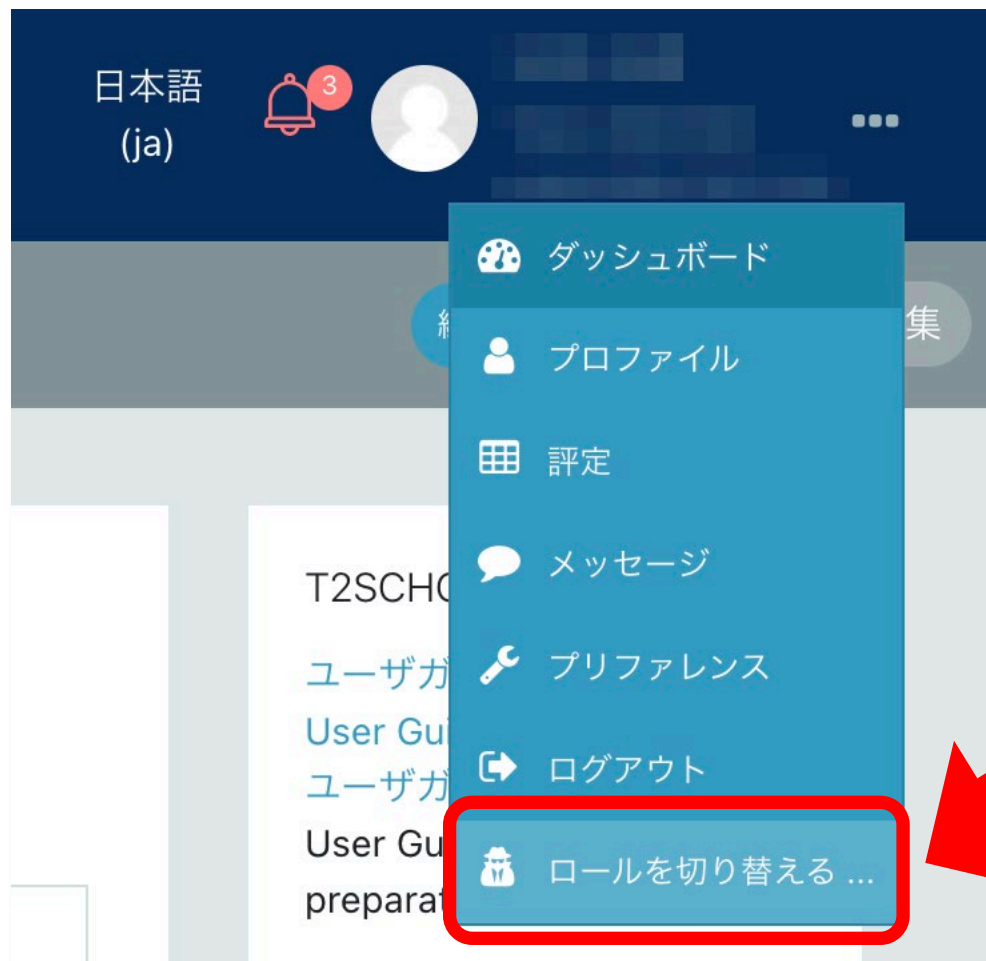 日本語
(ja)
3
ダッシュボード
集
プロファイル
評定
メッセージ
T2SCHO
ユーザガ
プリファレンス
User Gui
ユーザガ
ログアウト
User Gu
ロールを切り替える ...
preparat